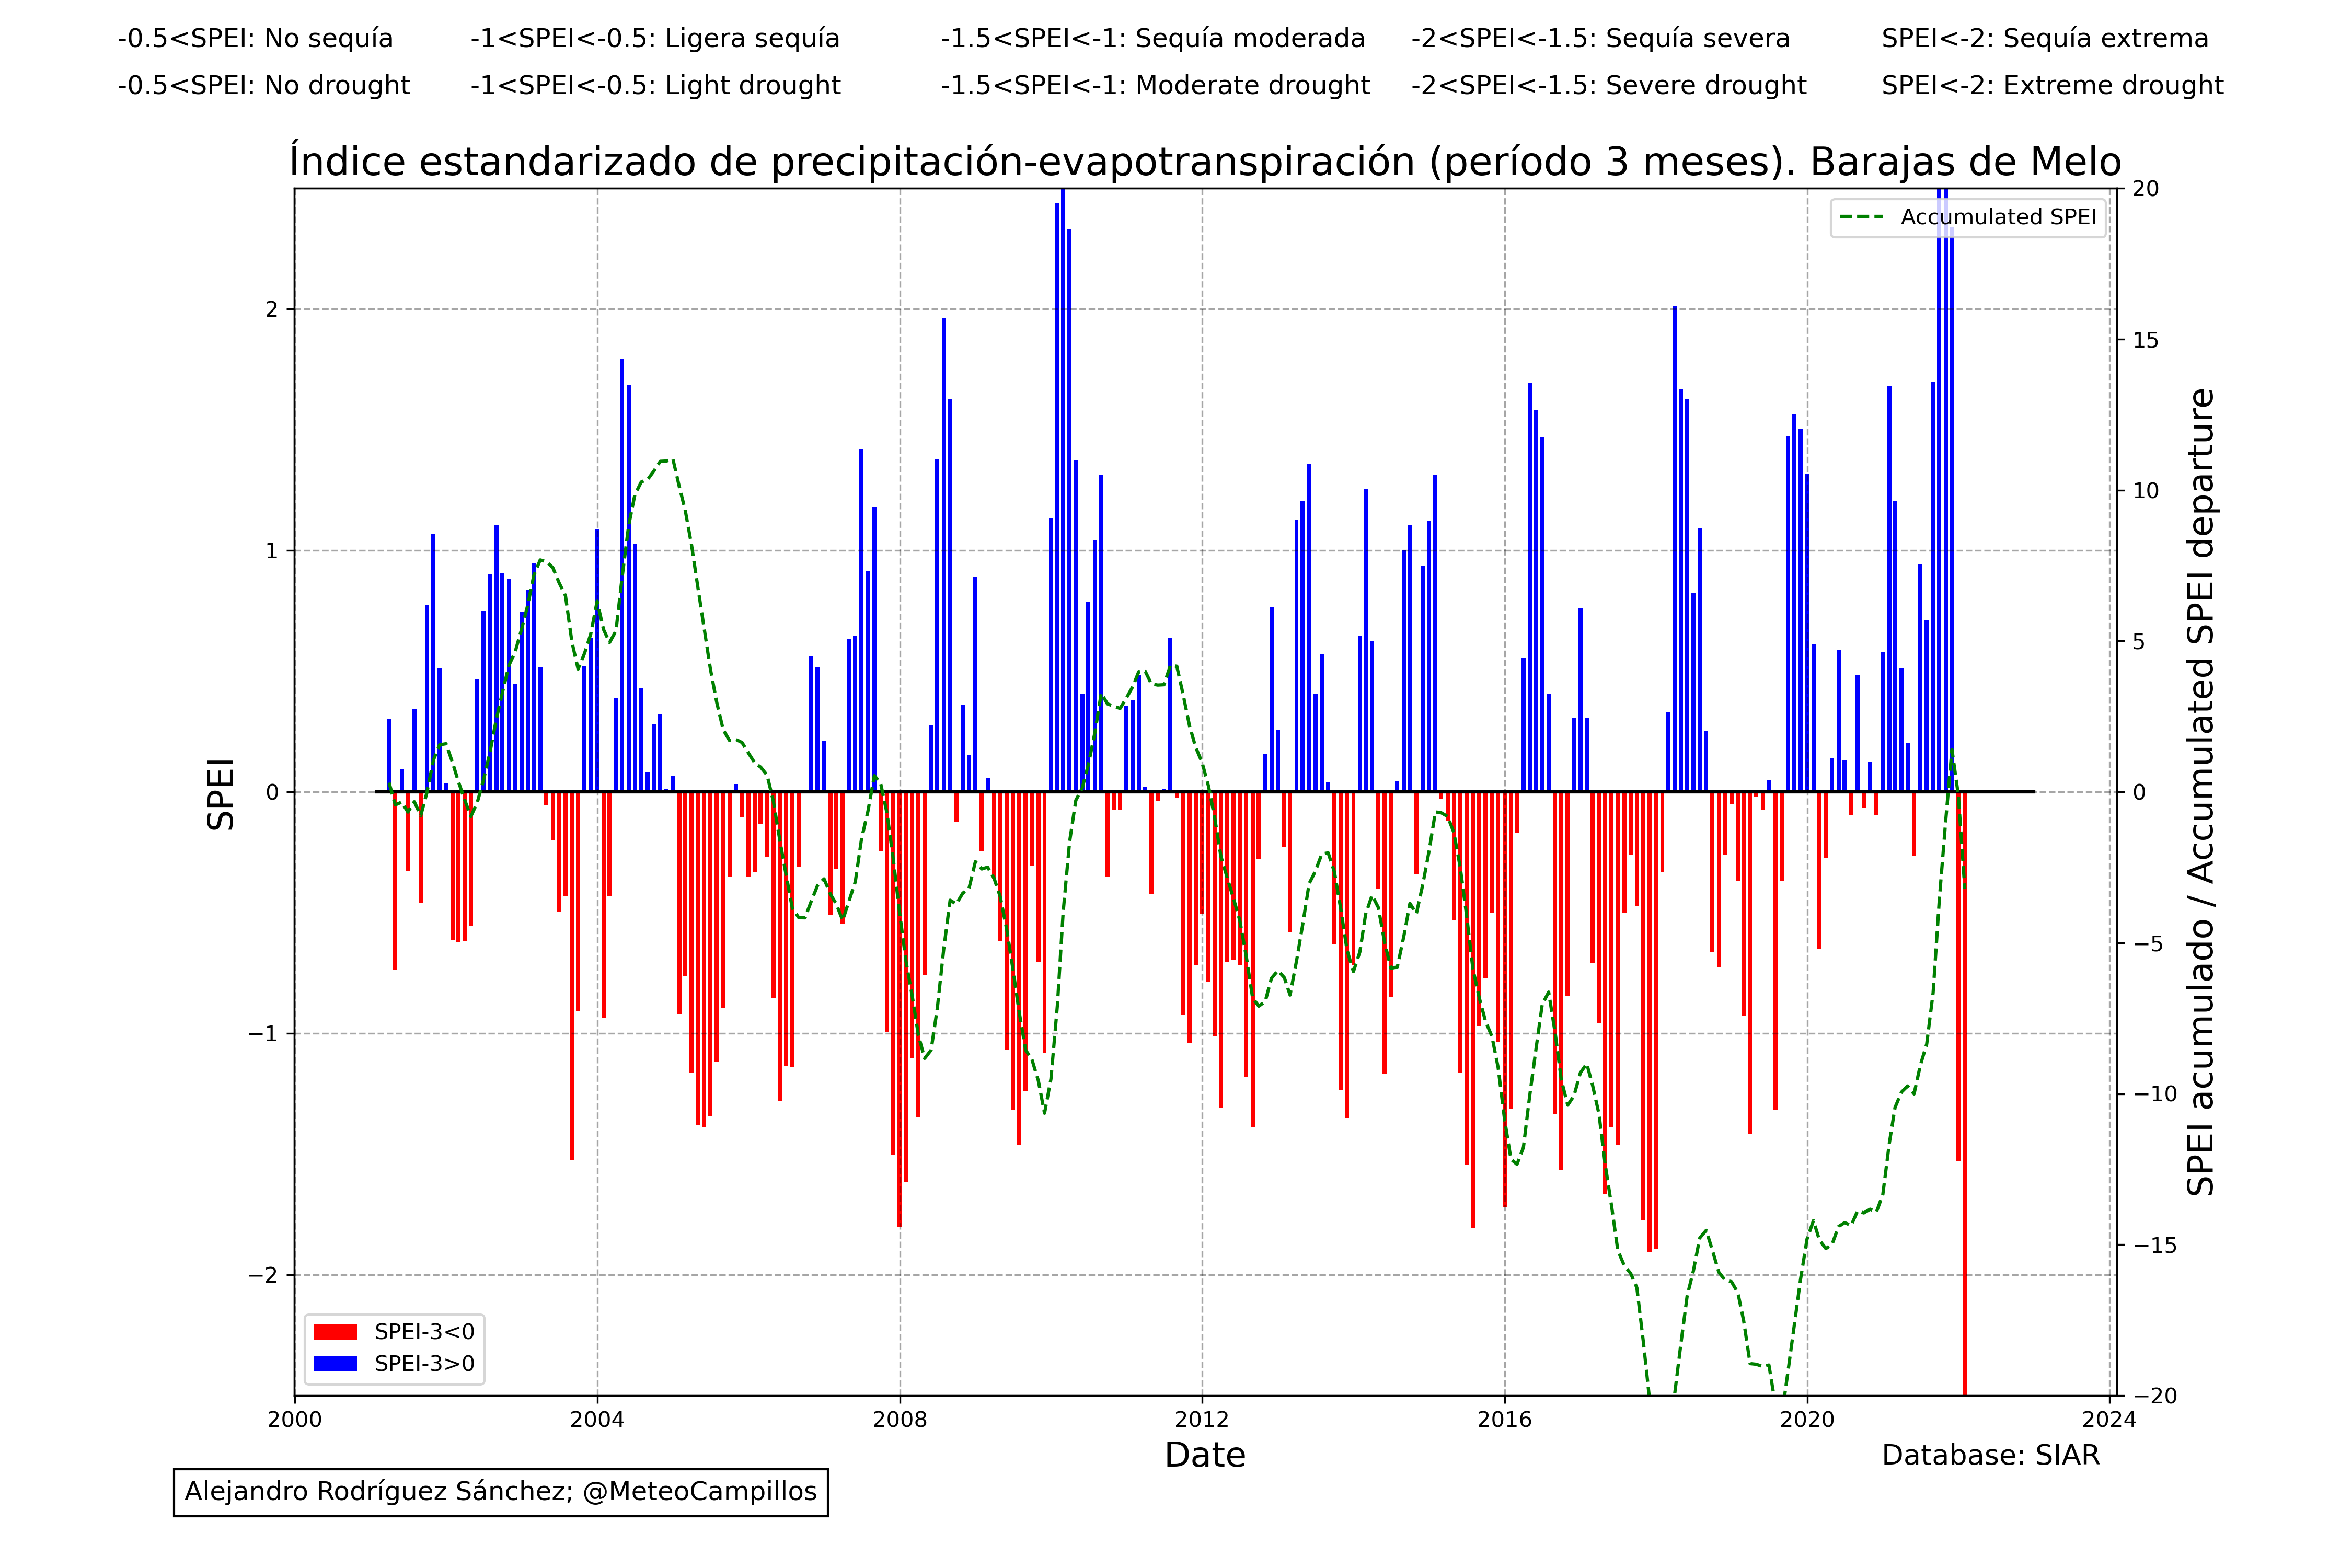 -0.5<SPEI: No sequía -1<SPEI<-0.5: Ligera sequía -1.5<SPEI<-1: Sequía moderada -2<SPEI<-1.5: Sequía severa SPEI<-2: Sequía extrema
-0.5<SPEI: No drought -1<SPEI<-0.5: Light drought -1.5<SPEI<-1: Moderate drought -2<SPEI<-1.5: Severe drought SPEI<-2: Extreme drought
Índice estandarizado de precipitación-evapotranspiración (período 3 meses). Barajas de Melo
Accumulated SPEI
SPEI
2
1
0
−1
−2
20
15
10
5
0
−5
−10
−15
−20
SPEI acumulado / Accumulated SPEI departure
SPEI-3<0
SPEI-3>0
2000 2004 2008 2012 2016 2020 2024
Date
Database: SIAR
Alejandro Rodríguez Sánchez; @MeteoCampillos